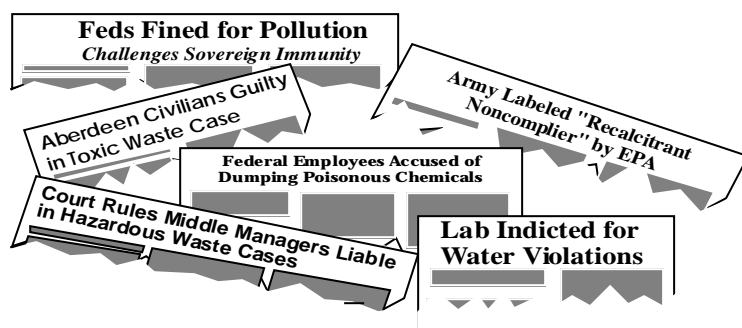 Feds Fined for Pollution
Challenges Sovereign Immunity
Army Labeled "Recalcitrant
Noncomplier" by EPA
Aberdeen Civilians Guilty
in Toxic Waste Case
Federal Employees Accused of
Dumping Poisonous Chemicals
Court Rules Middle Managers Liable
in Hazardous Waste Cases
Lab Indicted for
Water Violations